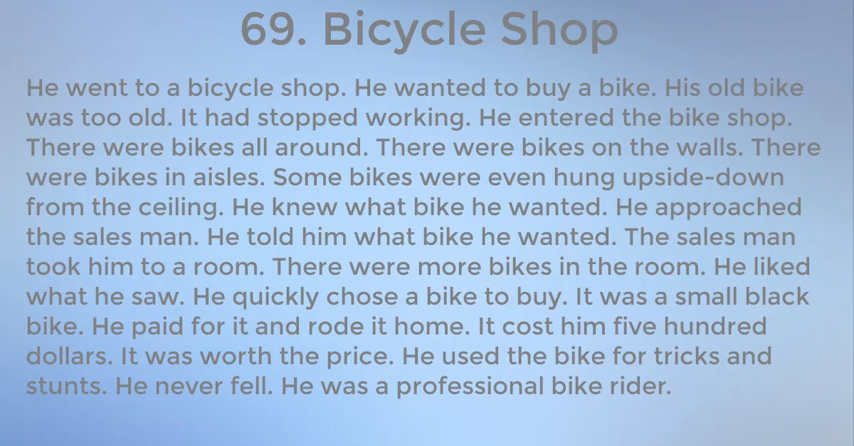 69. Bicycle Shop
He went to a bicycle shop. He wanted to buy a bike. His old bike
was too old. It had stopped working. He entered the bike shop.
There were bikes all around. There were bikes on the walls. There
were bikes in aisles. Some bikes were even hung upside-down
from the ceiling. He knew what bike he wanted. He approached
the sales man. He told him what bike he wanted. The sales man
took him to a room. There were more bikes in the room. He liked
what he saw. He quickly chose a bike to buy. It was a small black
bike. He paid for it and rode it home. It cost him five hundred
dollars. It was worth the price. He used the bike for tricks and
stunts. He never fell. He was a professional bike rider.